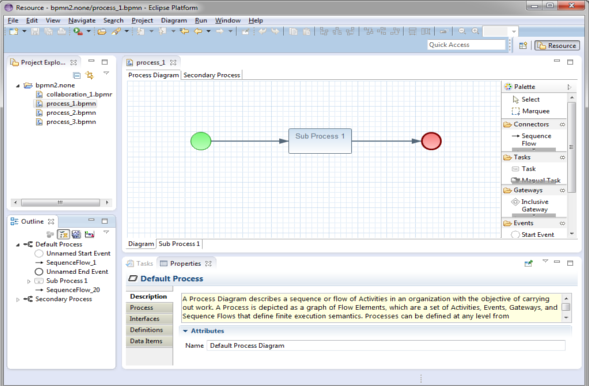 Resource - bpmn2.none/process_1.bpmn - Eclipse Platform
File Edit View Navigate Search Project Diagram Run Window Help
Quick Access
Resource
Project Explo...
bpmn2.none
collaboration_1.bpmr
process_1.bpmn
process_2.bpmn
process_3.bpmn
process_1
Process Diagram Secondary Process
Sub Process 1
Palette
Select
Marquee
Connectors
Sequence
Flow
Tasks
Task
Manual Task
Gateways
Inclusive
Gateway
Events
Start Event
Diagram Sub Process 1
Outline
Default Process
Unnamed Start Event
SequenceFlow_1
Unnamed End Event
Sub Process 1
SequenceFlow_20
Secondary Process
Tasks Properties
Default Process
Description
Process
Interfaces
Definitions
Data Items
A Process Diagram describes a sequence or flow of Activities in an organization with the objective of carrying
out work. A Process is depicted as a graph of Flow Elements, which are a set of Activities, Events, Gateways, and
Sequence Flows that define finite execution semantics. Processes can be defined at any level from
Attributes
Name Default Process Diagram